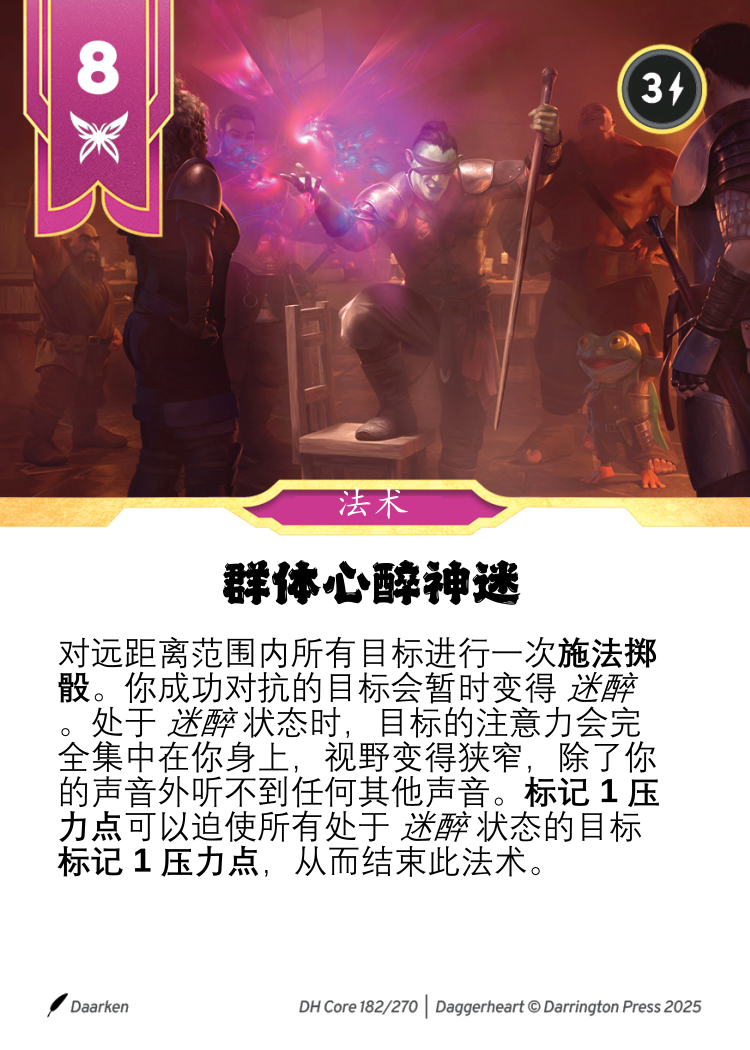 8
3
法术
群体心醉神迷
对远距离范围内所有目标进行一次施法掷
骰。你成功对抗的目标会暂时变得 迷醉
。处于 迷醉 状态时，目标的注意力会完
全集中在你身上，视野变得狭窄，除了你
的声音外听不到任何其他声音。标记 1 压
力点可以迫使所有处于 迷醉 状态的目标
标记 1 压力点，从而结束此法术。
Daarken
DH Core 182/270 | Daggerheart © Darrington Press 2025